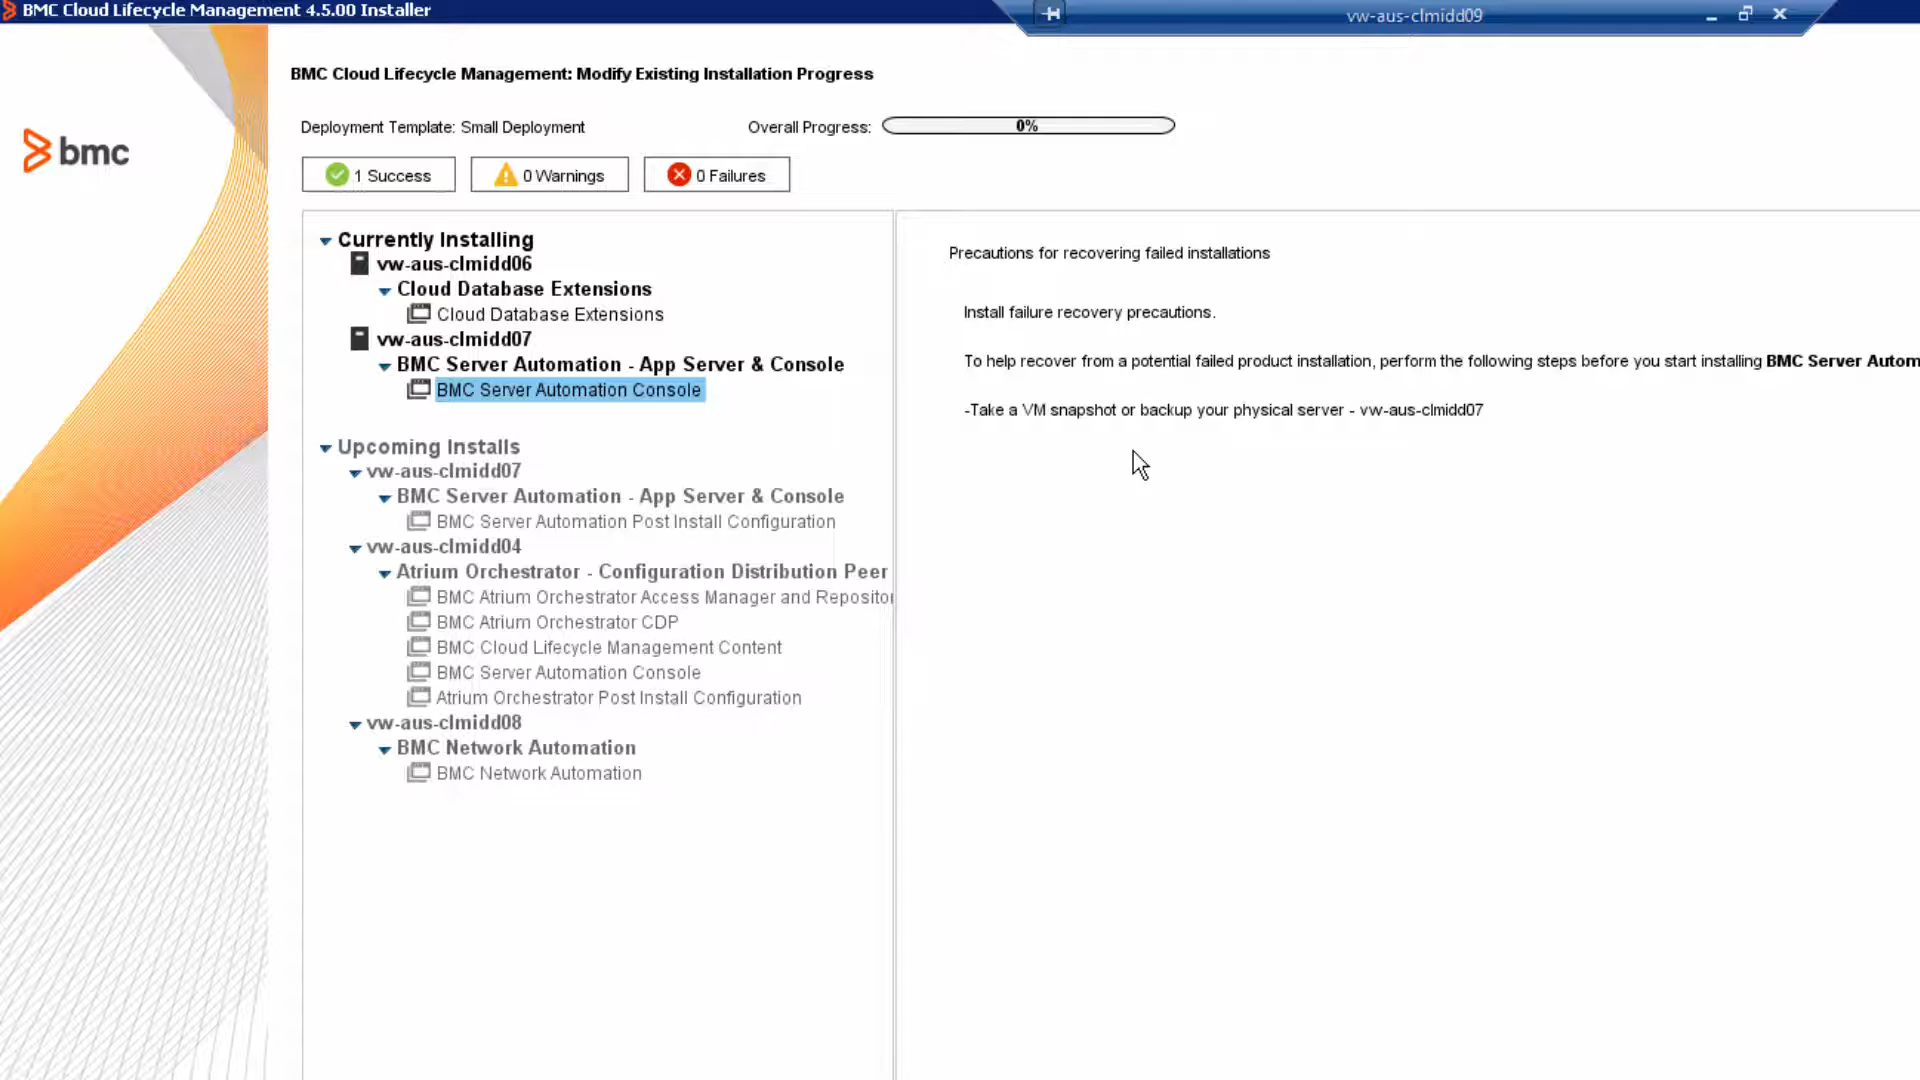 BMC Cloud Lifecycle Management 4.5.00 Installer
vw-aus-clmidd09
bmc
BMC Cloud Lifecycle Management: Modify Existing Installation Progress
Deployment Template: Small Deployment
Overall Progress:
0%
1 Success
0 Warnings
0 Failures
Currently Installing
vw-aus-clmidd06
Cloud Database Extensions
Cloud Database Extensions
vw-aus-clmidd07
BMC Server Automation - App Server & Console
BMC Server Automation Console
Upcoming Installs
vw-aus-clmidd07
BMC Server Automation - App Server & Console
BMC Server Automation Post Install Configuration
vw-aus-clmidd04
Atrium Orchestrator - Configuration Distribution Peer
BMC Atrium Orchestrator Access Manager and Repositor
BMC Atrium Orchestrator CDP
BMC Cloud Lifecycle Management Content
BMC Server Automation Console
Atrium Orchestrator Post Install Configuration
vw-aus-clmidd08
BMC Network Automation
BMC Network Automation
Precautions for recovering failed installations
Install failure recovery precautions.
To help recover from a potential failed product installation, perform the following steps before you start installing BMC Server Autom
-Take a VM snapshot or backup your physical server - vw-aus-clmidd07